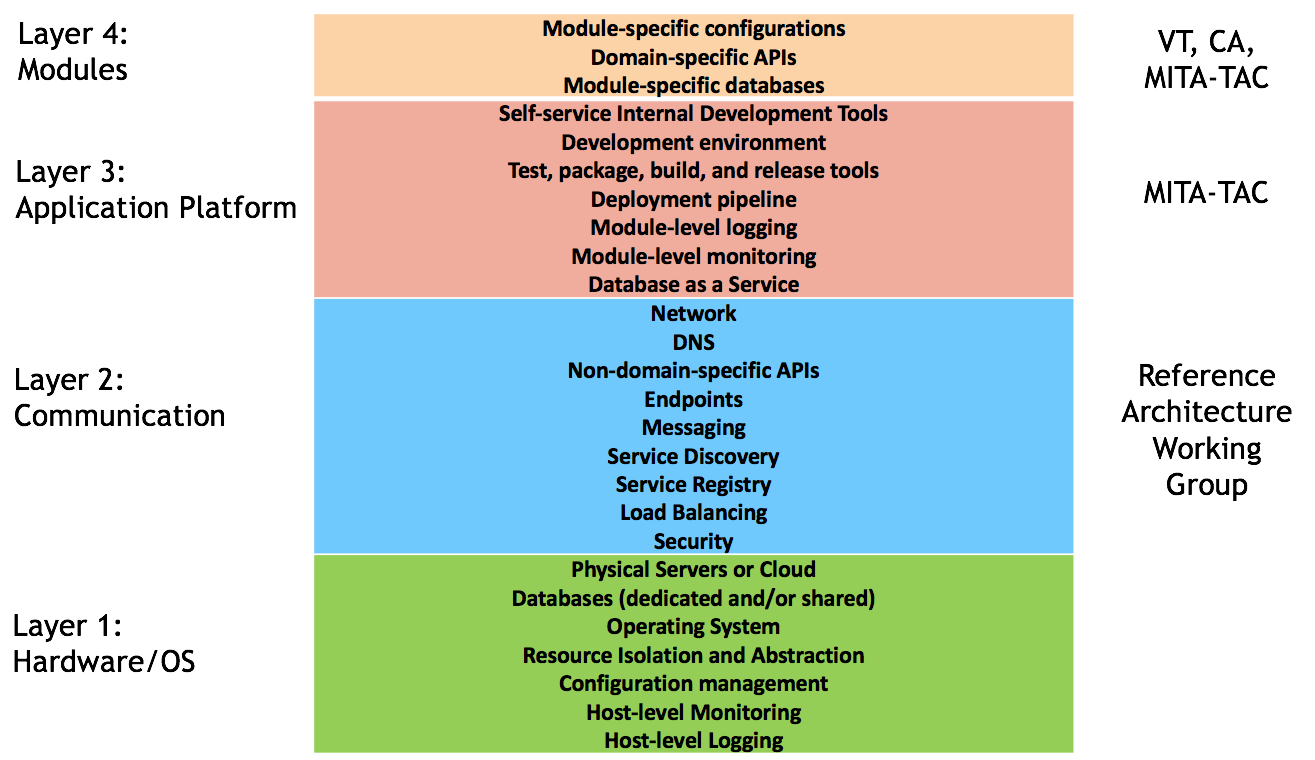 Layer 4:
Modules
Module-specific configurations
Domain-specific APIs
Module-specific databases
VT, CA,
MITA-TAC
Layer 3:
Application Platform
Self-service Internal Development Tools
Development environment
Test, package, build, and release tools
Deployment pipeline
Module-level logging
Module-level monitoring
Database as a Service
MITA-TAC
Layer 2:
Communication
Network
DNS
Non-domain-specific APIs
Endpoints
Messaging
Service Discovery
Service Registry
Load Balancing
Security
Reference
Architecture
Working
Group
Layer 1:
Hardware/OS
Physical Servers or Cloud
Databases (dedicated and/or shared)
Operating System
Resource Isolation and Abstraction
Configuration management
Host-level Monitoring
Host-level Logging